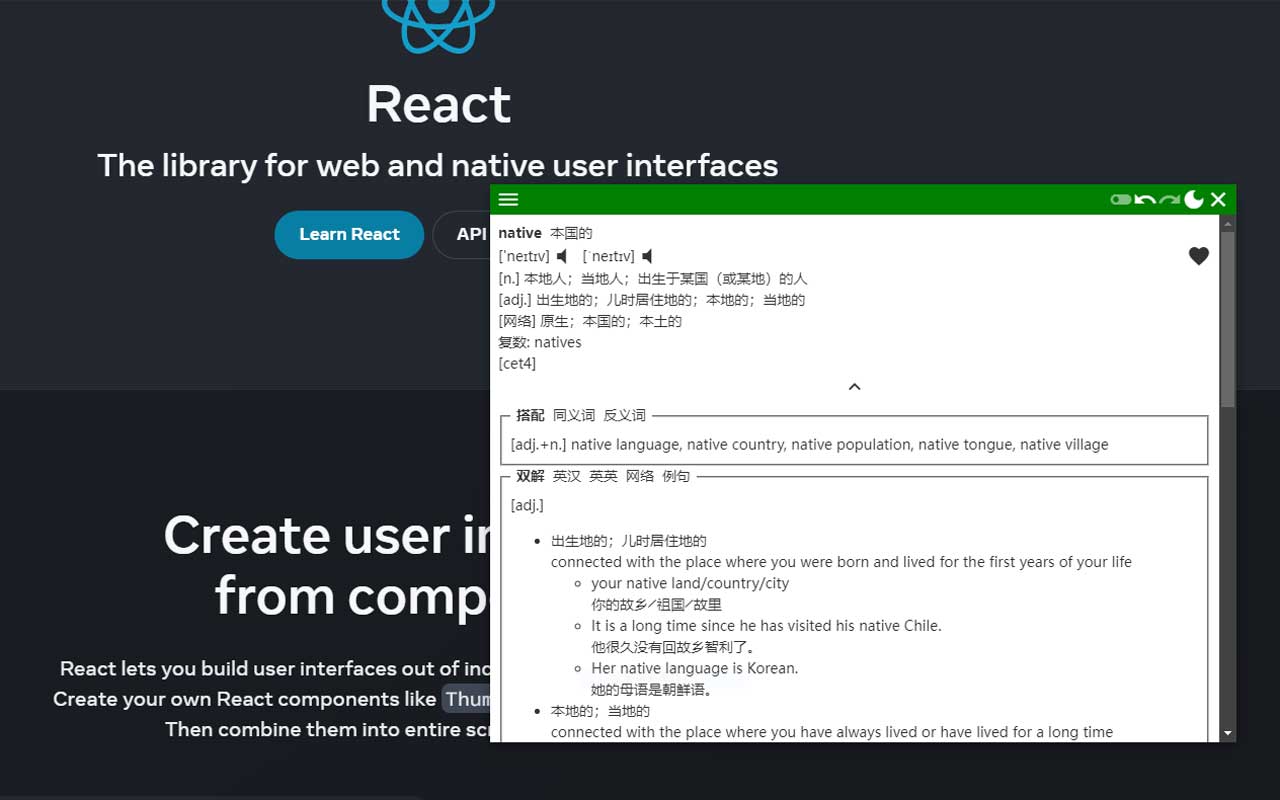 React
The library for web and native user interfaces
Learn React
API
native 本国的
['neɪtɪv] [ˈneɪtɪv]
[n.] 本地人；当地人；出生于某国（或某地）的人
[adj.] 出生地的；儿时居住地的；本地的；当地的
[网络] 原生；本国的；本土的
复数: natives
[cet4]
搭配 同义词 反义词
[adj.+n.] native language, native country, native population, native tongue, native village
双解 英汉 英英 网络 例句
[adj.]
出生地的；儿时居住地的
connected with the place where you were born and lived for the first years of your life
your native land/country/city
你的故乡/祖国/故里
It is a long time since he has visited his native Chile.
他很久没有回故乡智利了。
Her native language is Korean.
她的母语是朝鲜语。
本地的；当地的
connected with the place where you have always lived or have lived for a long time
Create user in
from comp
React lets you build user interfaces out of ind
Create your own React components like Thum
Then combine them into entire scr